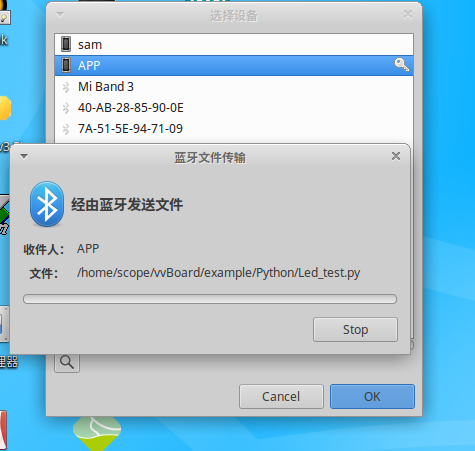 选择设备
sam
APP
Mi Band 3
40-AB-28-85-90-0E
7A-51-5E-94-71-09
蓝牙文件传输
经由蓝牙发送文件
收件人： APP
文件： /home/scope/vvBoard/example/Python/Led_test.py
Stop
理器
Cancel OK